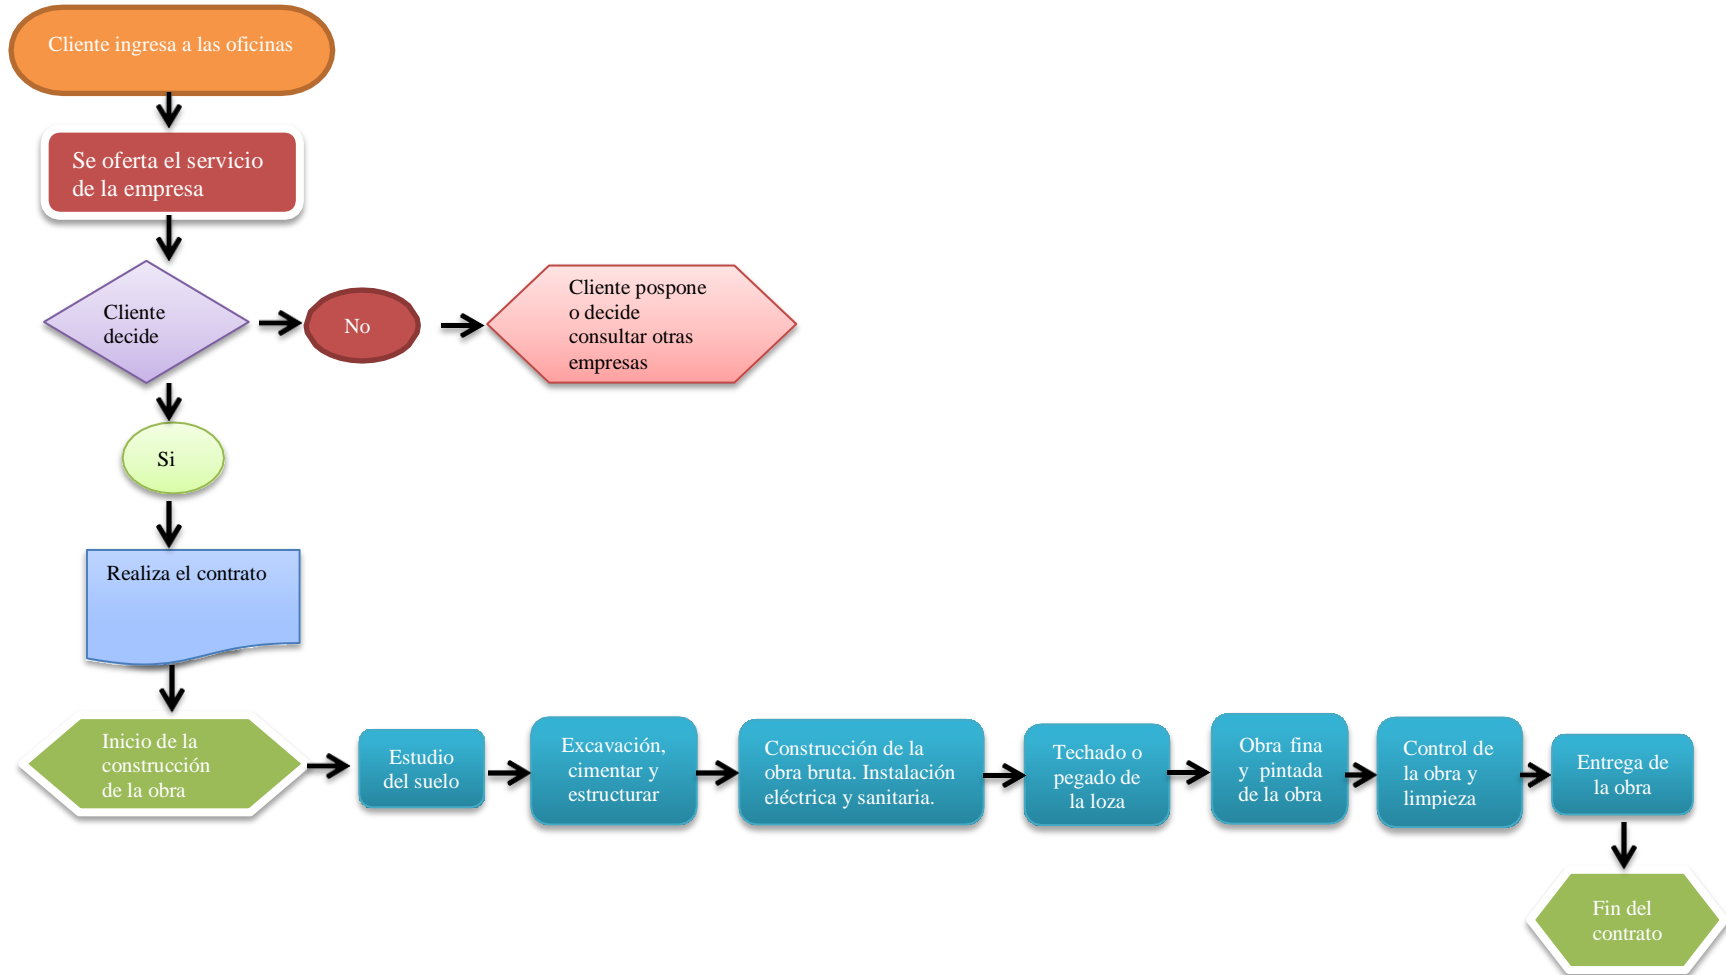 Cliente ingresa a las oficinas
Se oferta el servicio
de la empresa
Cliente
decide
No
Cliente pospone
o decide
consultar otras
empresas
Si
Realiza el contrato
Inicio de la
construcción
de la obra
Estudio
del suelo
Excavación,
cimentar y
estructurar
Construcción de la
obra bruta. Instalación
eléctrica y sanitaria.
Techado o
pegado de
la loza
Obra fina
y pintada
de la obra
Control de
la obra y
limpieza
Entrega de
la obra
Fin del
contrato